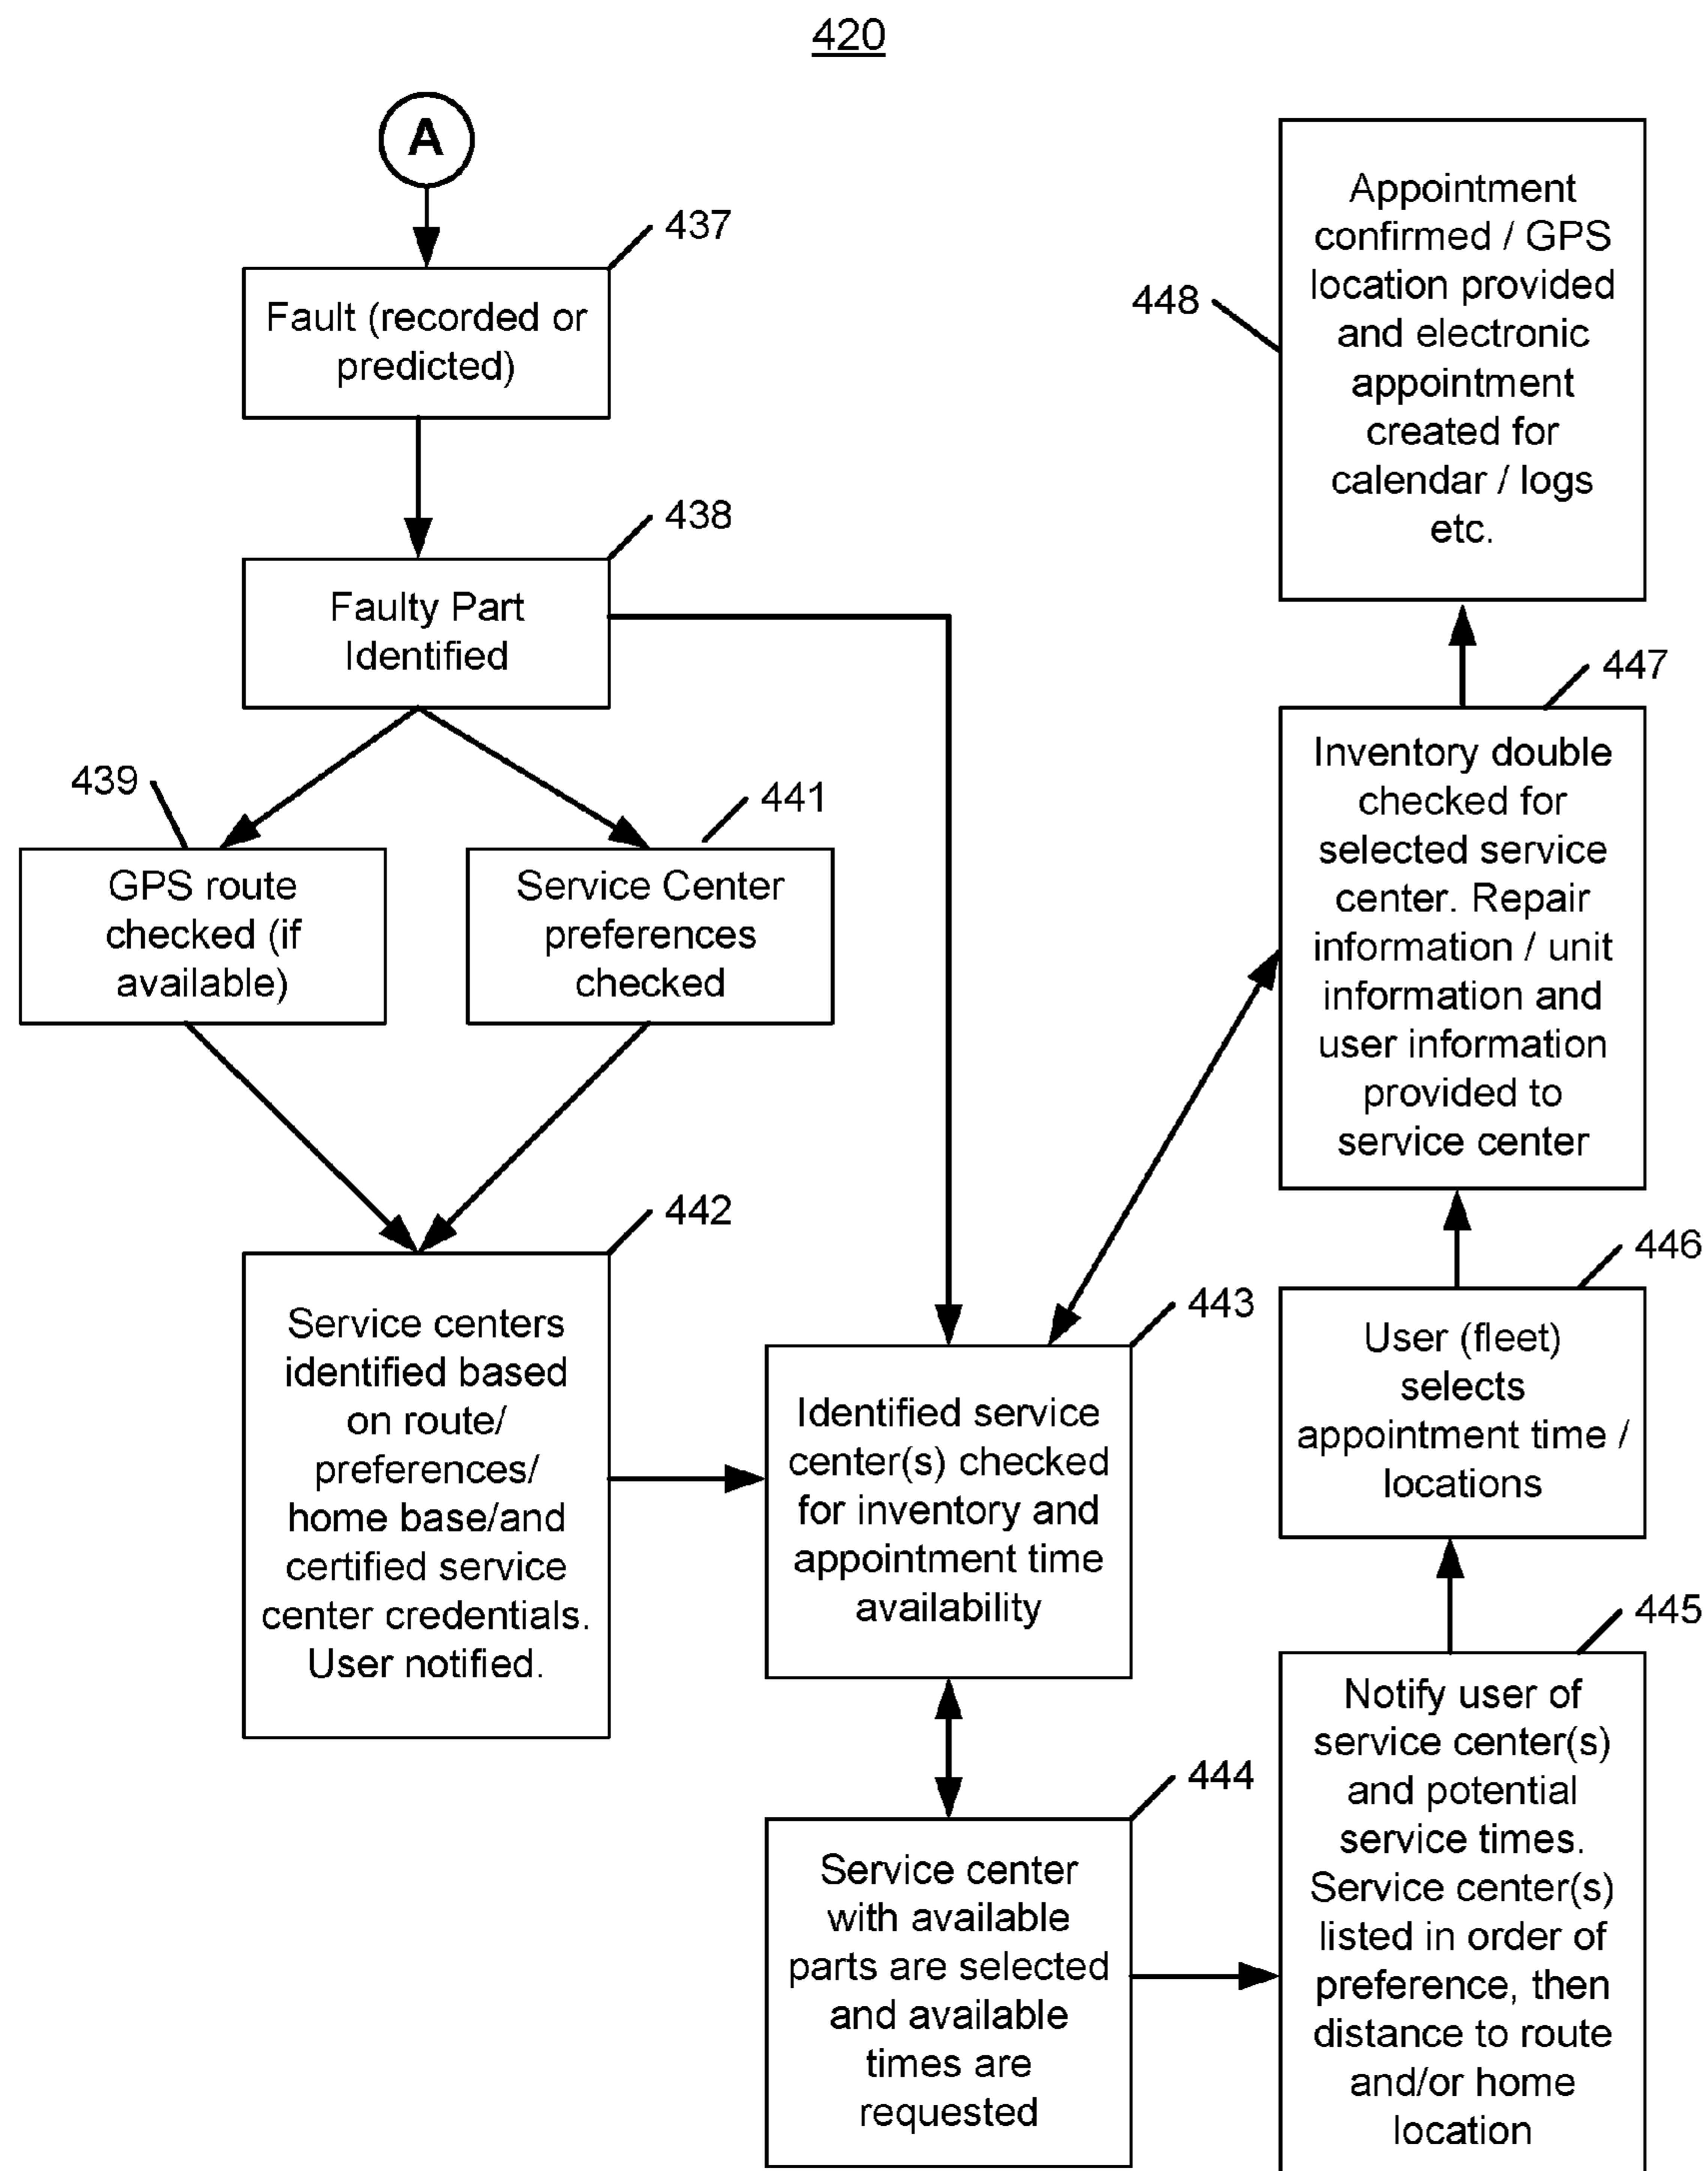 420
A
437
Fault (recorded or
predicted)
438
Faulty Part
Identified
439
GPS route
checked (if
available)
441
Service Center
preferences
checked
442
Service centers
identified based
on route/
preferences/
home base/and
certified service
center credentials.
User notified.
443
Identified service
center(s) checked
for inventory and
appointment time
availability
444
Service center
with available
parts are selected
and available
times are
requested
445
Notify user of
service center(s)
and potential
service times.
Service center(s)
listed in order of
preference, then
distance to route
and/or home
location
446
User (fleet)
selects
appointment time /
locations
447
Inventory double
checked for
selected service
center. Repair
information / unit
information and
user information
provided to
service center
448
Appointment
confirmed / GPS
location provided
and electronic
appointment
created for
calendar / logs
etc.